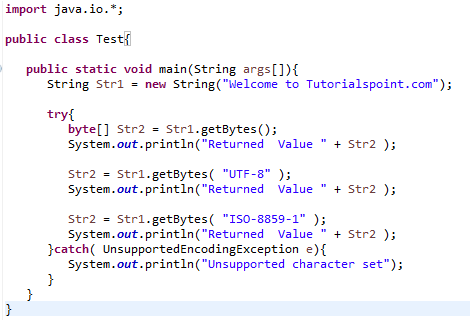 import java.io.*;
public class Test{
public static void main(String args[]){
String Str1 = new String("Welcome to Tutorialspoint.com");
try{
byte[] Str2 = Str1.getBytes();
System.out.println("Returned  Value " + Str2 );
Str2 = Str1.getBytes( "UTF-8" );
System.out.println("Returned  Value " + Str2 );
Str2 = Str1.getBytes( "ISO-8859-1" );
System.out.println("Returned  Value " + Str2 );
}catch( UnsupportedEncodingException e){
System.out.println("Unsupported character set");
}
}
}